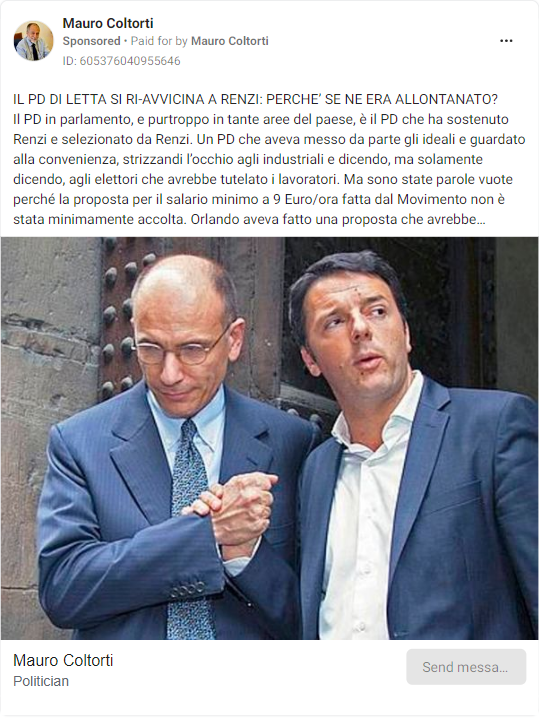 Mauro Coltorti
Sponsored • Paid for by Mauro Coltorti
ID: 605376040955646
IL PD DI LETTA SI RI-AVVICINA A RENZI: PERCHE’ SE NE ERA ALLONTANATO?
Il PD in parlamento, e purtroppo in tante aree del paese, è il PD che ha sostenuto
Renzi e selezionato da Renzi. Un PD che aveva messo da parte gli ideali e guardato
alla convenienza, strizzandi l’occhio agli industriali e dicendo, ma solamente
dicendo, agli elettori che avrebbe tutelato i lavoratori. Ma sono state parole vuote
perché la proposta per il salario minimo a 9 Euro/ora fatta dal Movimento non è
stata minimamente accolta. Orlando aveva fatto una proposta che avrebbe...
Mauro Coltorti
Politician
Send messa...